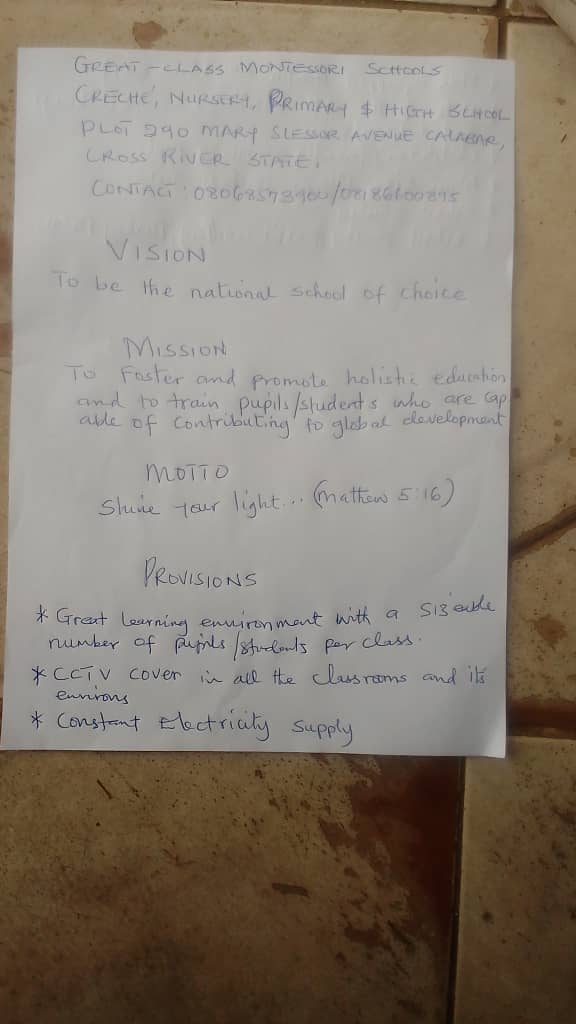 GREAT-CLASS MONTESSORI SCHOOLS
CRECHE, NURSERY, PRIMARY & HIGH SCHOOL
PLOT 290 MARY SLESSOR AVENUE CALABAR,
CROSS RIVER STATE,
CONTACT:
VISION
To be the national school of choice
MISSION
To Foster and promote holistic education
and to train pupils/students who are cap
able of contributing to global development
MOTTO
Shine your light... (Mathew 5:16)
PROVISIONS
* Great learning environment with a sizeable
number of pupils/students per class.
* CCTV cover in all the classrooms and its
environs
* Constant Electricity Supply